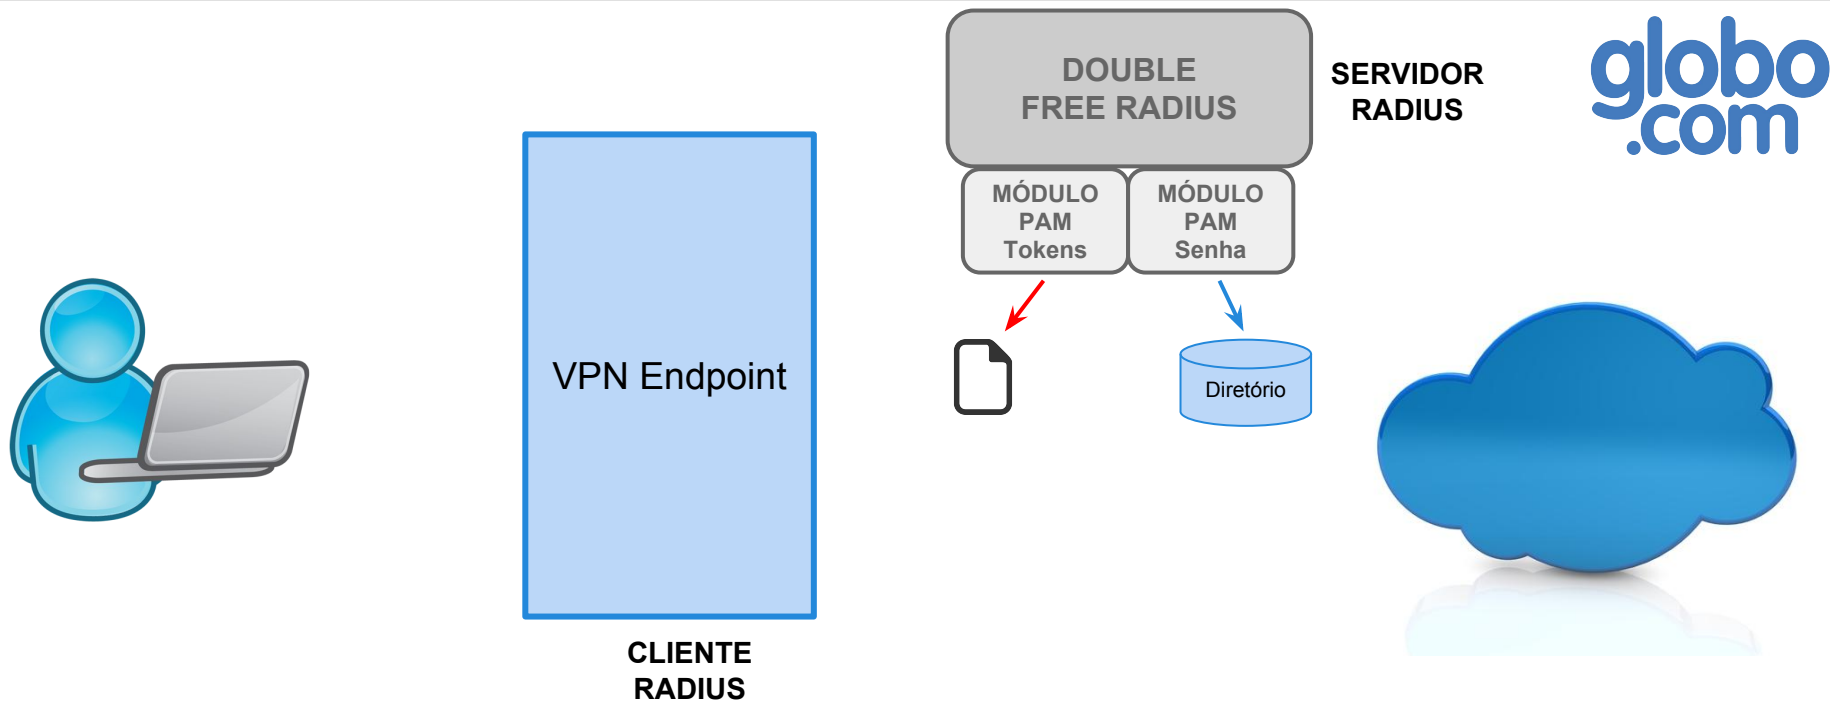 DOUBLE
FREE RADIUS
SERVIDOR
RADIUS
globo
.com
MÓDULO
PAM
Tokens
MÓDULO
PAM
Senha
VPN Endpoint
Diretório
CLIENTE
RADIUS